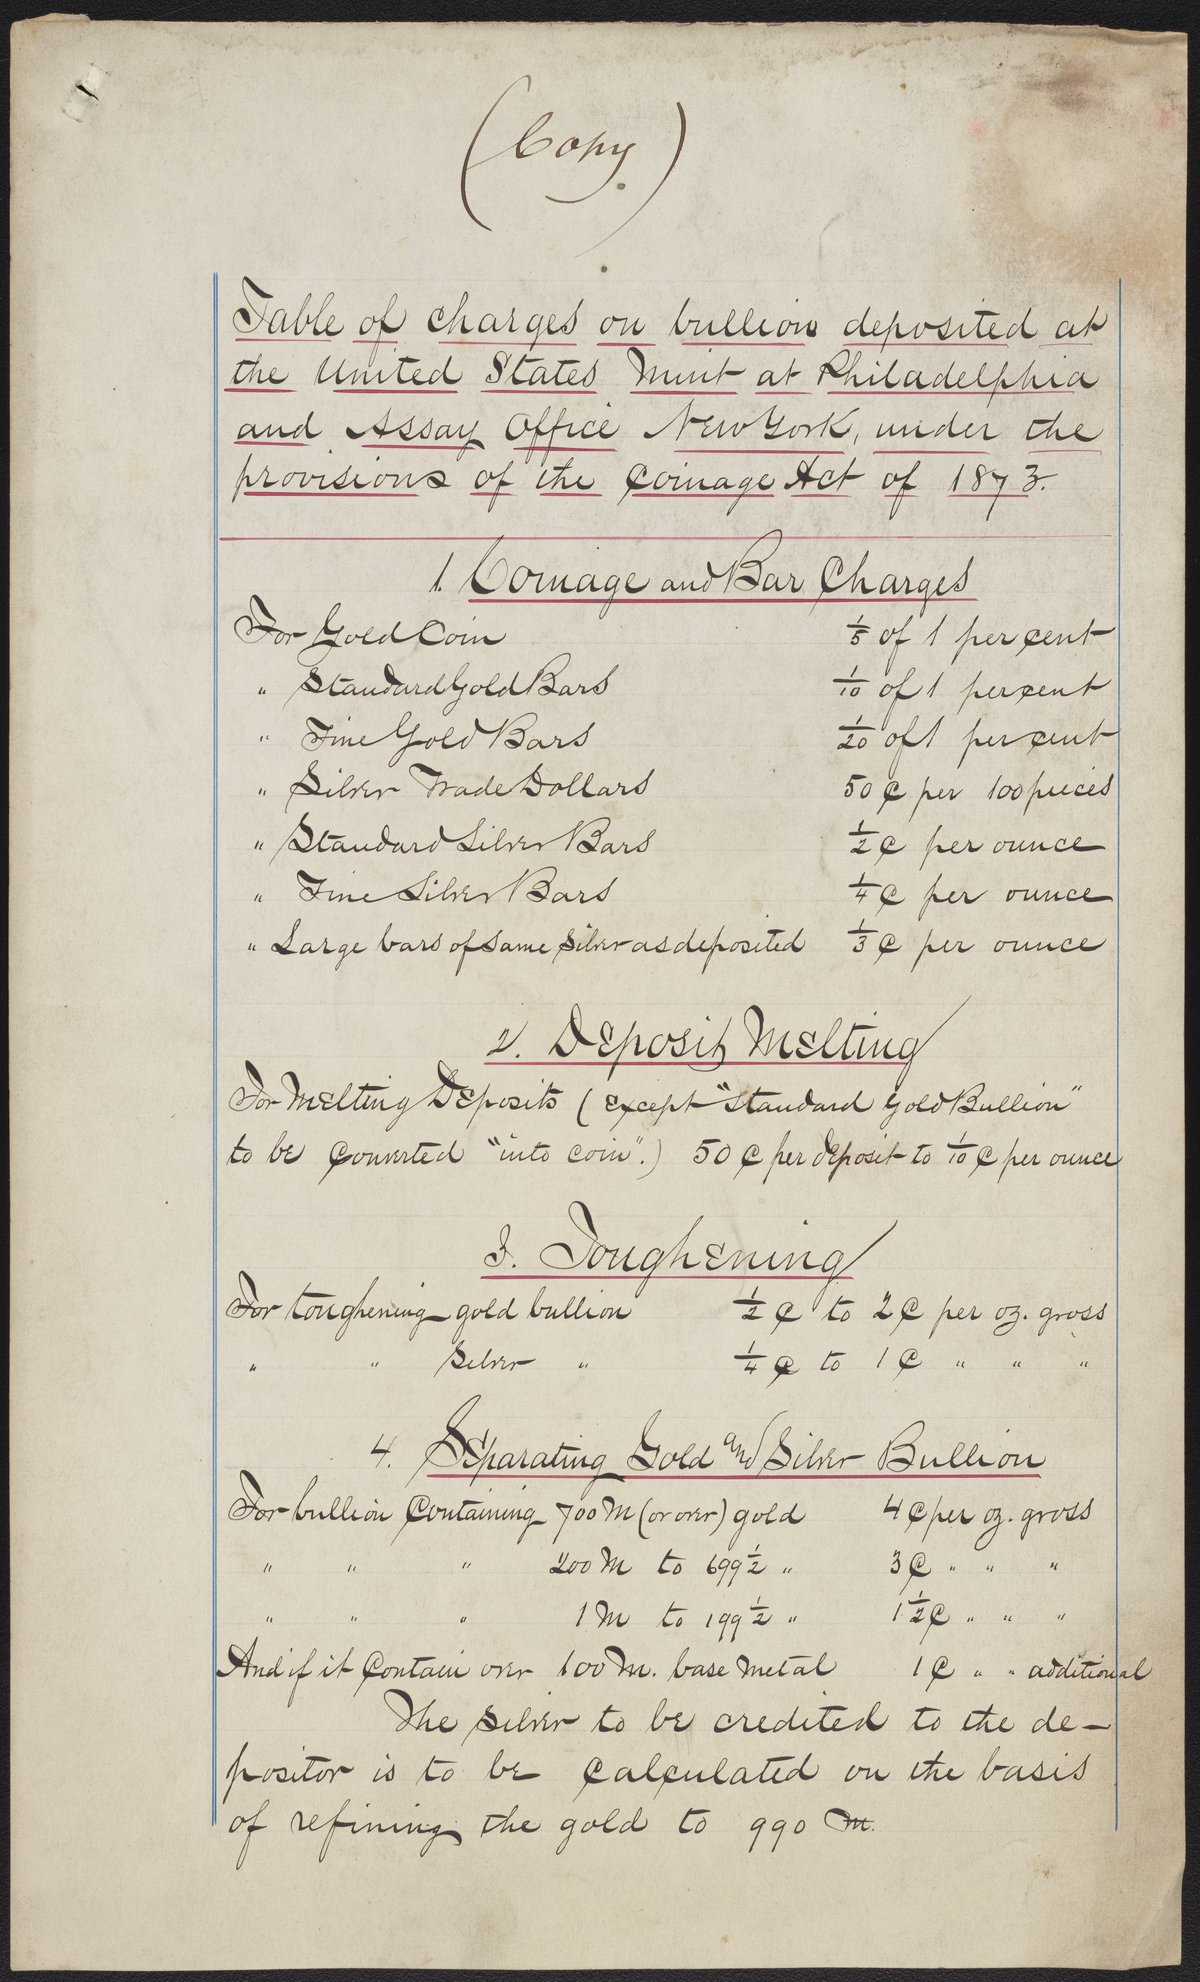 (Copy)
Table of charges on bullion deposited at
the United States Mint at Philadelphia
and Assay Office New York, under the
provisions of the Coinage Act of 1873.
1. Coinage and Bar Charges
For Gold Coin 1/5 of 1 per cent
" Standard Gold Bars 1/10 of 1 per cent
" Fine Gold Bars 1/20 of 1 per cent
" Silver Trade Dollars 50 ¢ per 100 pieces
" Standard Silver Bars 1/2 ¢ per ounce
" Fine Silver Bars 1/4 ¢ per ounce
" Large bars of same silver as deposited 1/3 ¢ per ounce
2. Deposit Melting
For Melting Deposits (except "Standard Gold Bullion"
to be converted "into coin".) 50 ¢ per deposit to 1/10 ¢ per ounce
3. Toughening
For toughening gold bullion 1/2 ¢ to 2 ¢ per oz. gross
" " Silver " 1/4 ¢ to 1 ¢ " " "
4. Separating Gold and Silver Bullion
For bullion Containing 700 M (or over) gold 4 ¢ per oz. gross
" " " 200 M to 699 1/2 " 3 ¢ " " "
" " " 1 M to 199 1/2 " 1 1/2 ¢ " " "
And if it Contain over 100 M. base metal 1 ¢ " " additional
The silver to be credited to the de-
positor is to be calculated on the basis
of refining the gold to 990 M.